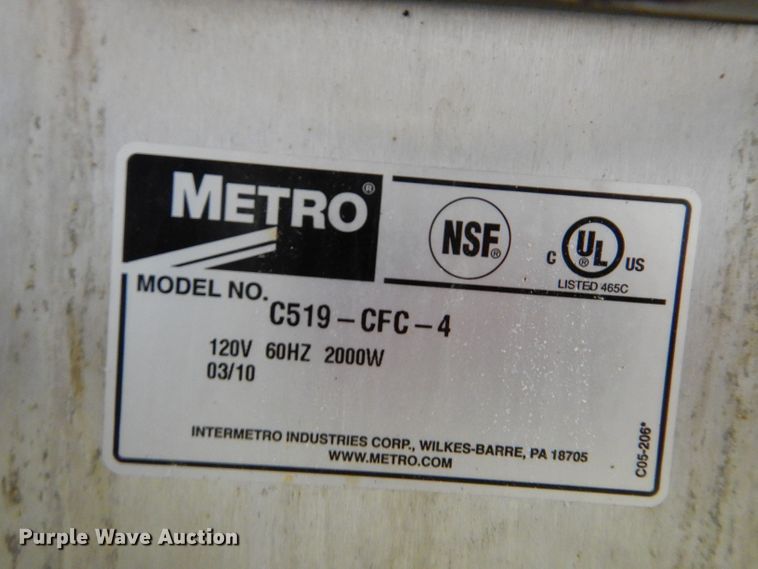 METRO®
NSF®
C UL® US
LISTED 465C
MODEL NO. C519-CFC-4
120V 60HZ 2000W
03/10
INTERMETRO INDUSTRIES CORP., WILKES-BARRE, PA 18705
WWW.METRO.COM
C05-206*
Purple Wave Auction